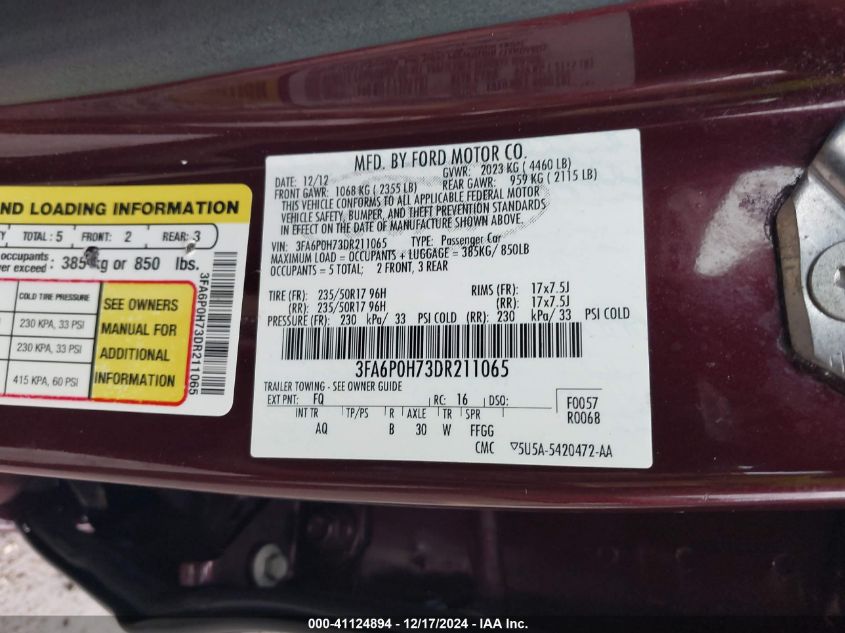 MFD. BY FORD MOTOR CO.
DATE: 12/12 GVWR: 2023 KG ( 4460 LB)
FRONT GAWR: 1068 KG ( 2355 LB) REAR GAWR: 959 KG ( 2115 LB)
THIS VEHICLE CONFORMS TO ALL APPLICABLE FEDERAL MOTOR
VEHICLE SAFETY, BUMPER, AND THEFT PREVENTION STANDARDS
IN EFFECT ON THE DATE OF MANUFACTURE SHOWN ABOVE.
VIN: 3FA6P0H73DR211065 TYPE: Passenger Car
MAXIMUM LOAD = OCCUPANTS + LUGGAGE = 385KG/ 850LB
OCCUPANTS = 5 TOTAL; 2 FRONT, 3 REAR
TIRE (FR): 235/50R17 96H RIMS (FR): 17x7.5J
(RR): 235/50R17 96H (RR): 17x7.5J
PRESSURE (FR): 230 kPa/ 33 PSI COLD (RR): 230 kPa/ 33 PSI COLD
3FA6P0H73DR211065
TRAILER TOWING - SEE OWNER GUIDE
EXT PNT: FQ RC: 16 DSO: F0057
R0068
INT TR TP/PS R AXLE TR SPR
AQ B 30 W FFGG
CMC ▽5U5A-5420472-AA
ND LOADING INFORMATION
TOTAL: 5 FRONT: 2 REAR: 3
occupants
ver exceed : 385 kg or 850 lbs.
COLD TIRE PRESSURE
230 KPA, 33 PSI
230 KPA, 33 PSI
415 KPA, 60 PSI
SEE OWNERS
MANUAL FOR
ADDITIONAL
INFORMATION
3FA6P0H73DR211065
000-41124894 - 12/17/2024 - IAA Inc.